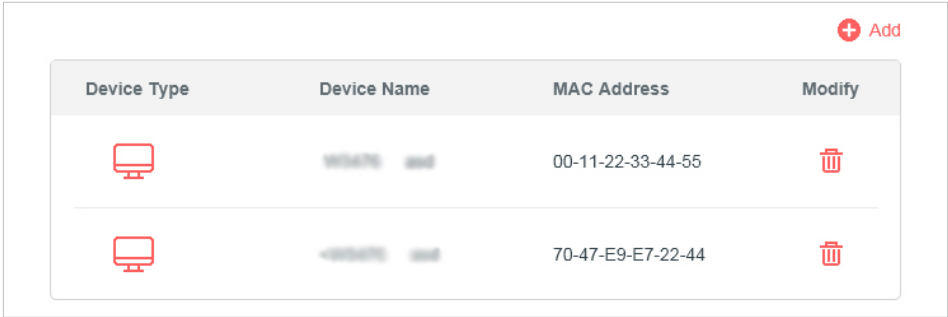 Add
Device Type Device Name MAC Address Modify
00-11-22-33-44-55
70-47-E9-E7-22-44